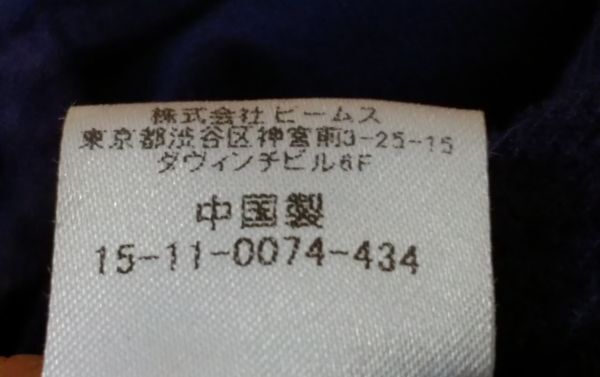 株式会社ビームス
東京都渋谷区神宮前3-25-15
ダヴィンチビル6F
中国製
15-11-0074-434